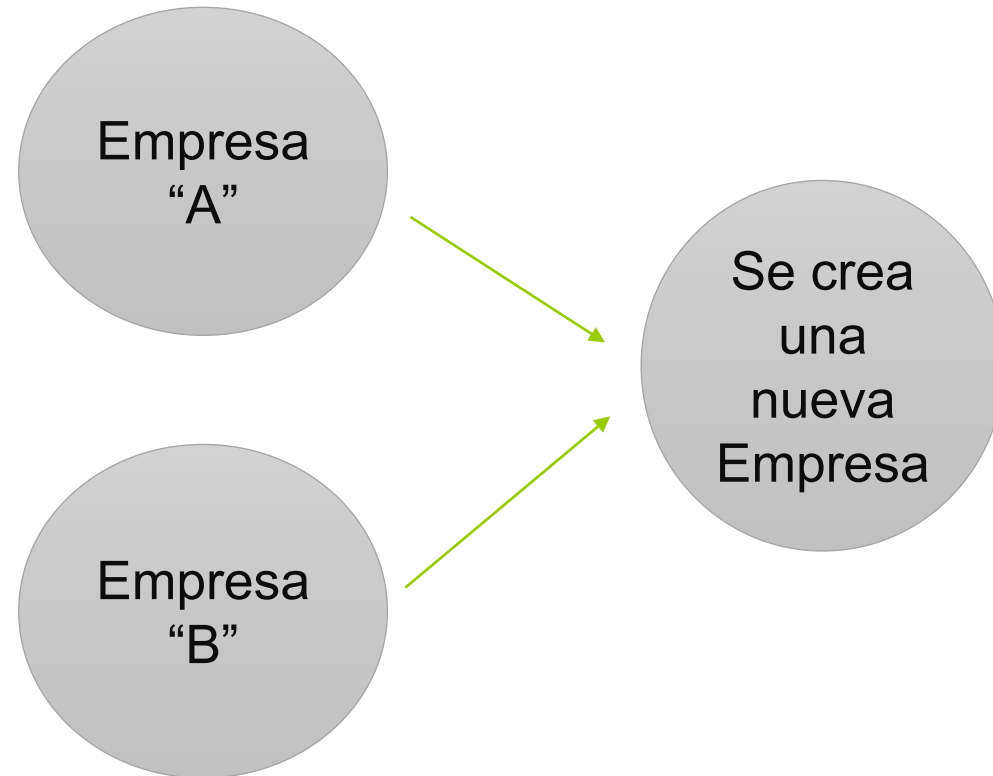 Empresa
“A”
Se crea
una
nueva
Empresa
Empresa
“B”